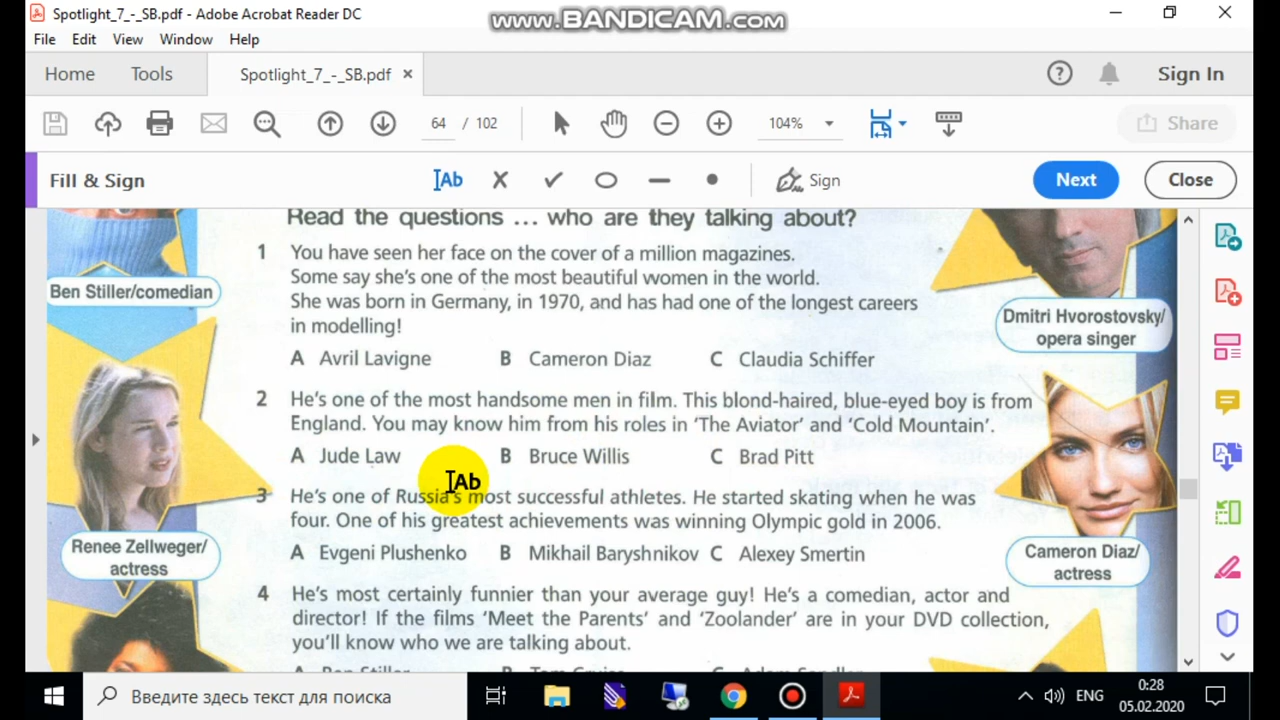 Spotlight_7_-_SB.pdf - Adobe Acrobat Reader DC
www.BANDICAM.com
File Edit View Window Help
Home Tools Spotlight_7_-_SB.pdf × Sign In
64 / 102 104% Share
Fill & Sign Ab Sign Next Close
Read the questions … who are they talking about?
1 You have seen her face on the cover of a million magazines.
Some say she's one of the most beautiful women in the world.
She was born in Germany, in 1970, and has had one of the longest careers
in modelling!
A Avril Lavigne B Cameron Diaz C Claudia Schiffer
2 He's one of the most handsome men in film. This blond-haired, blue-eyed boy is from
England. You may know him from his roles in 'The Aviator' and 'Cold Mountain'.
A Jude Law B Bruce Willis C Brad Pitt
Ab
3 He's one of Russia's most successful athletes. He started skating when he was
four. One of his greatest achievements was winning Olympic gold in 2006.
A Evgeni Plushenko B Mikhail Baryshnikov C Alexey Smertin
4 He's most certainly funnier than your average guy! He's a comedian, actor and
director! If the films 'Meet the Parents' and 'Zoolander' are in your DVD collection,
you'll know who we are talking about.
A Ben Stiller B Tom Cruise C Adam Sandler
Ben Stiller/comedian
Renee Zellweger/
actress
Dmitri Hvorostovsky/
opera singer
Cameron Diaz/
actress
Введите здесь текст для поиска
ENG
0:28
05.02.2020